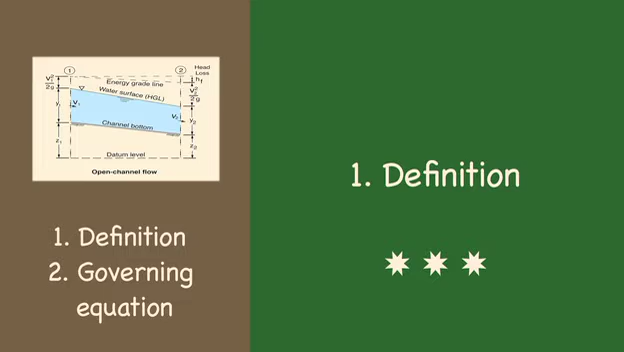 1
2
Head
Loss
Energy grade line
h_f
V₁²
2g
Water surface (HGL)
V₂²
2g
y₁
V₁
V₂
y₂
Channel bottom
z₁
z₂
Datum level
Open-channel flow
1. Definition
2. Governing
equation
1. Definition